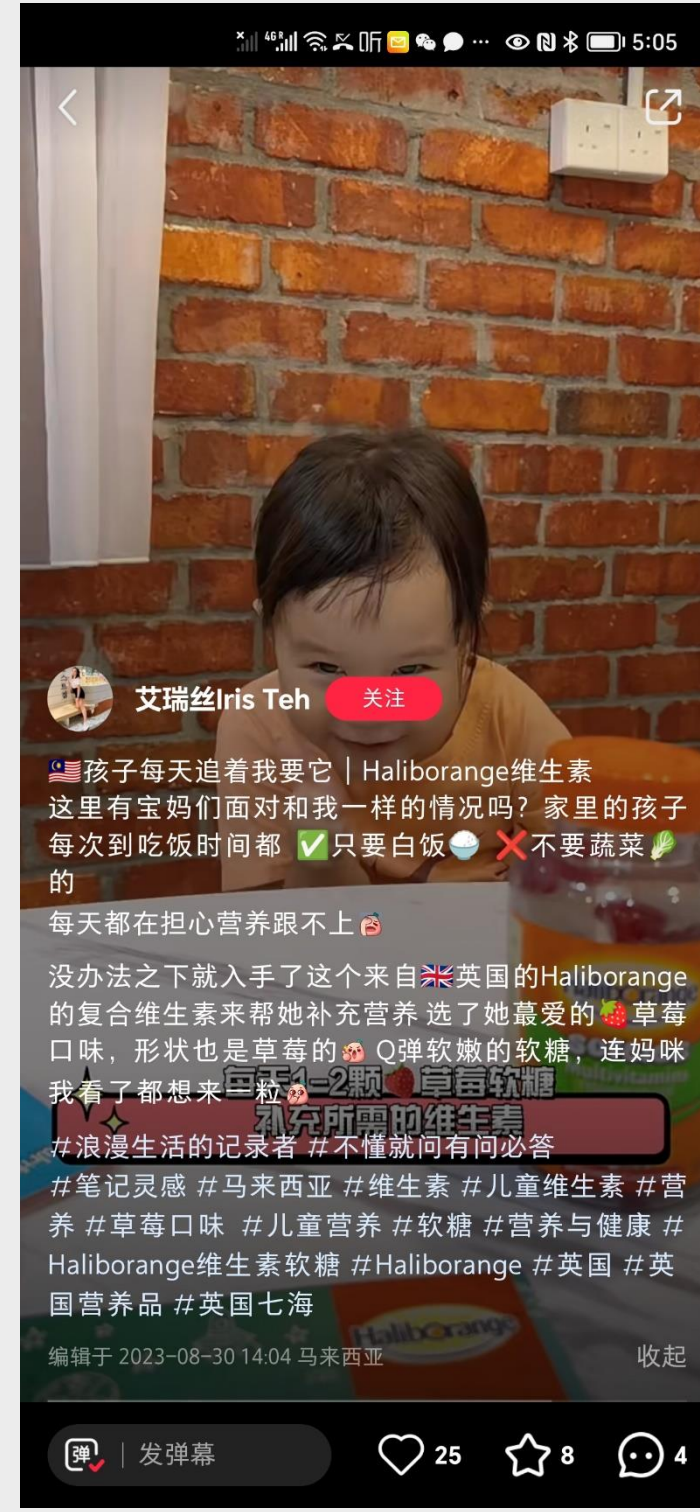 4G 听 ··· 5:05
艾瑞丝Iris Teh 关注
🇲🇾孩子每天追着我要它｜Haliborange维生素
这里有宝妈们面对和我一样的情况吗？家里的孩子
每次到吃饭时间都 ✅只要白饭🍚 ❌不要蔬菜🥬
的
每天都在担心营养跟不上
没办法之下就入手了这个来自🇬🇧英国的Haliborange
的复合维生素来帮她补充营养 选了她蕞爱的🍓草莓
口味，形状也是草莓的 Q弹软嫩的软糖，连妈咪
我看了都想来一粒
每天1-2颗🍓草莓软糖
补充所需的维生素
#浪漫生活的记录者 #不懂就问有问必答
#笔记灵感 #马来西亚 #维生素 #儿童维生素 #营
养 #草莓口味 #儿童营养 #软糖 #营养与健康 #
Haliborange维生素软糖 #Haliborange #英国 #英
国营养品 #英国七海
Haliborange
编辑于 2023-08-30 14:04 马来西亚 收起
弹 发弹幕 25 8 4